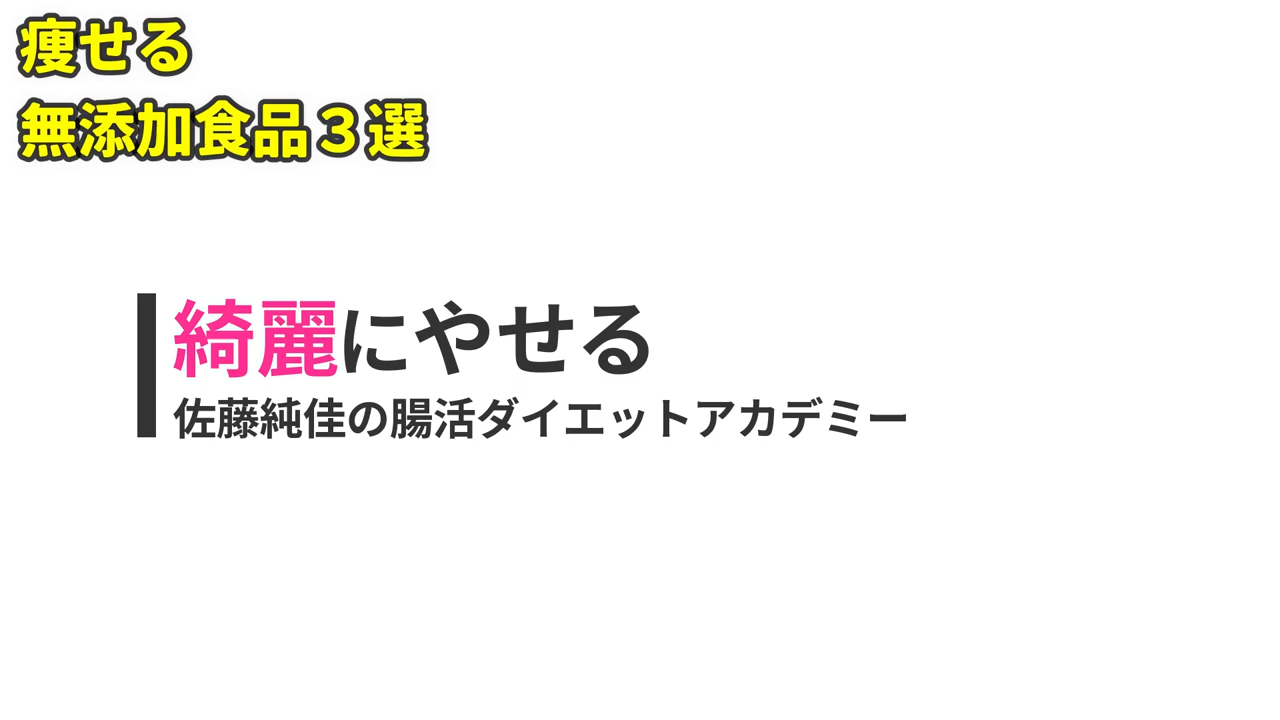 痩せる
無添加食品３選
綺麗にやせる
佐藤純佳の腸活ダイエットアカデミー